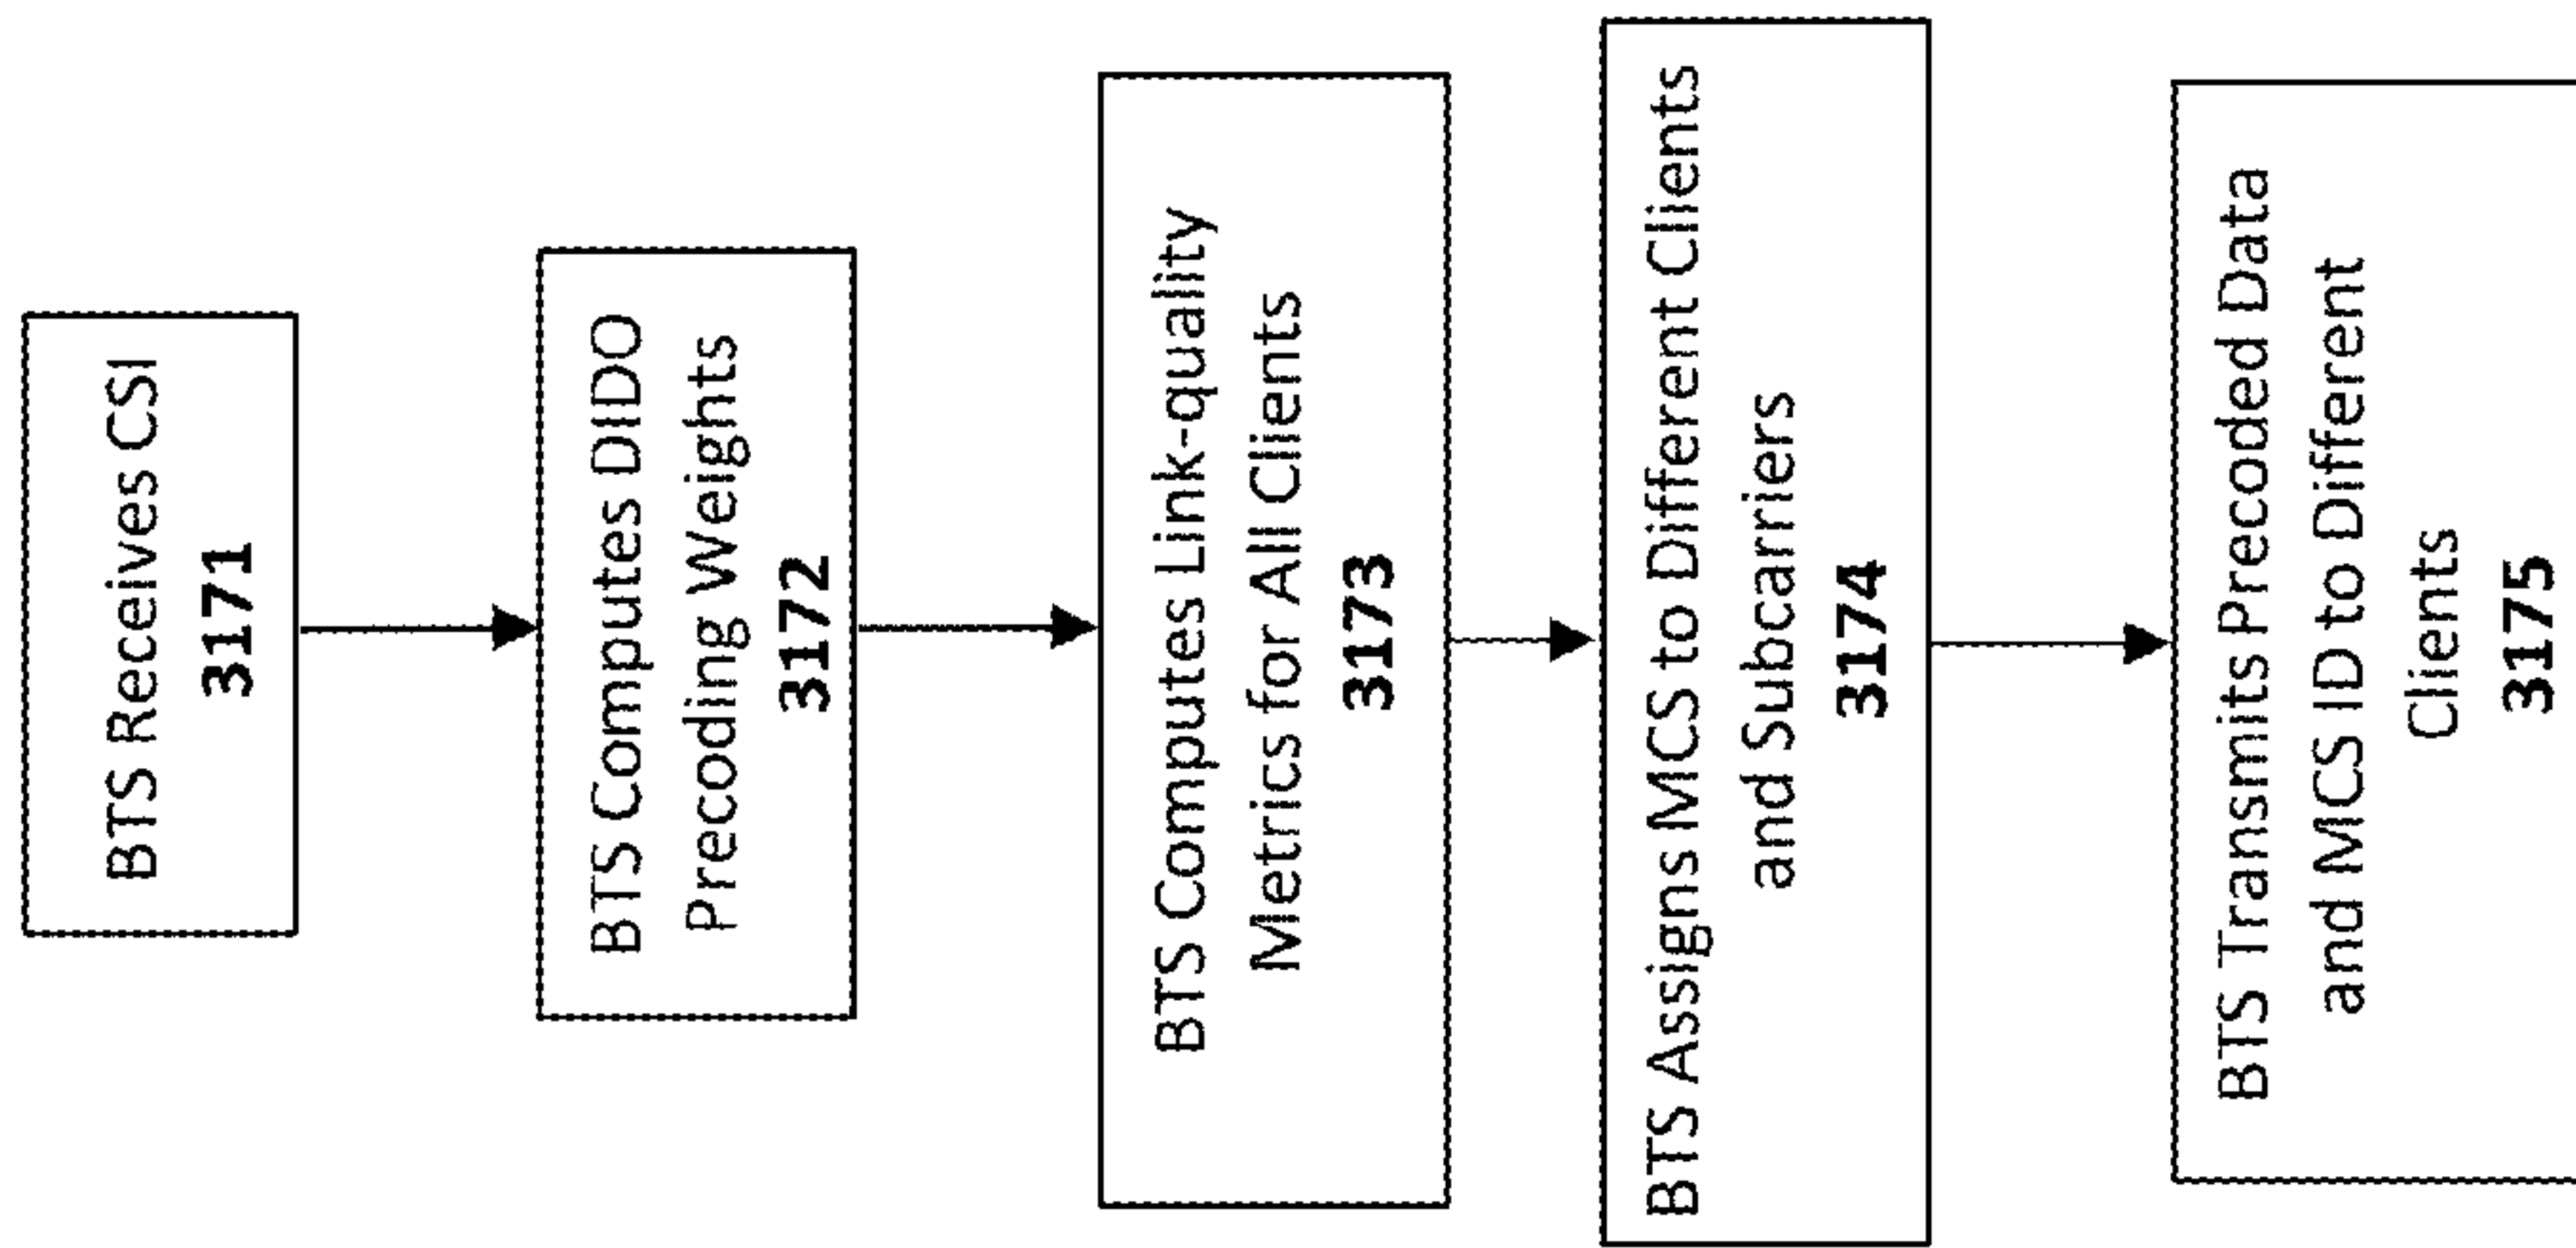 BTS Receives CSI
3171
BTS Computes DIDO
Precoding Weights
3172
BTS Computes Link-quality
Metrics for All Clients
3173
BTS Assigns MCS to Different Clients
and Subcarriers
3174
BTS Transmits Precoded Data
and MCS ID to Different
Clients
3175